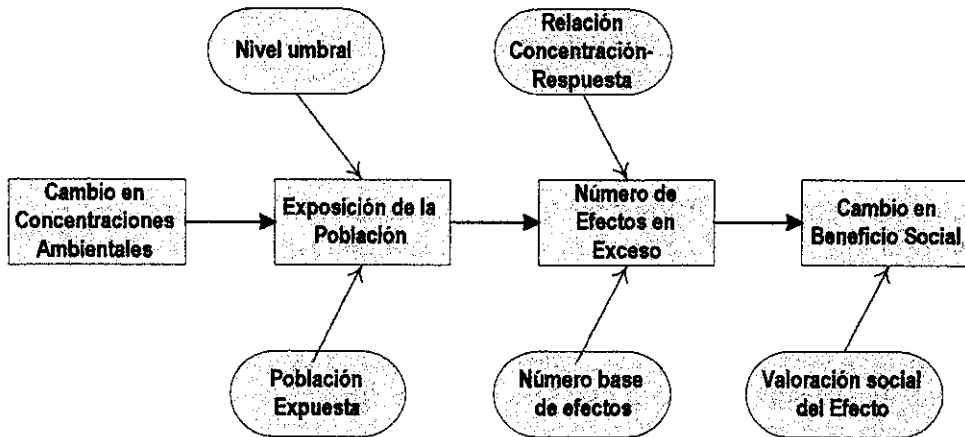 Nivel umbral
Relación
Concentración-
Respuesta
Cambio en
Concentraciones
Ambientales
Exposición de la
Población
Número de
Efectos en
Exceso
Cambio en
Beneficio Social
Población
Expuesta
Número base
de efectos
Valoración social
del Efecto